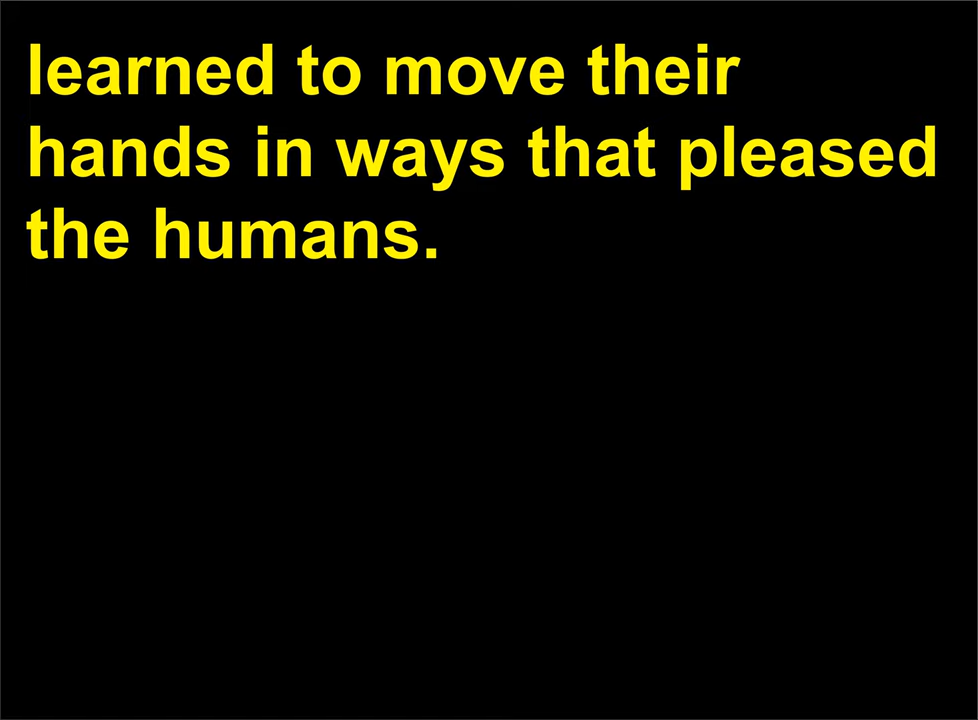 learned to move their
hands in ways that pleased
the humans.